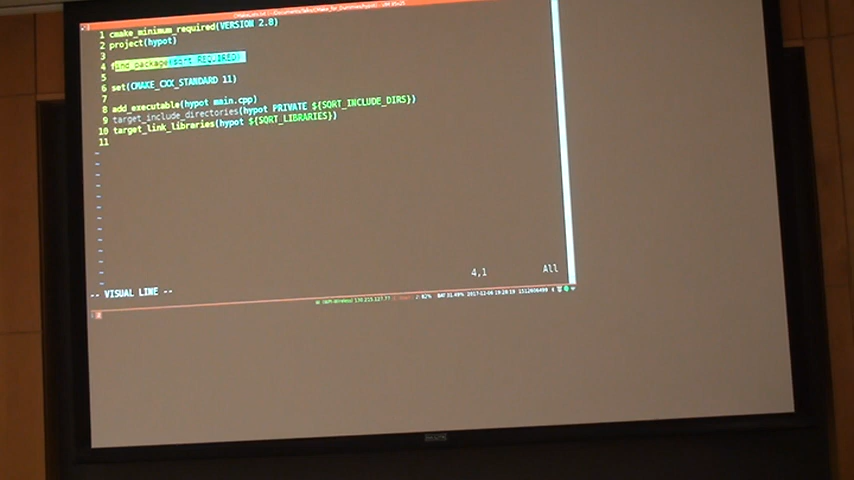 1 cmake_minimum_required(VERSION 2.8)
2 project(hypot)
3
4 find_package(sqrt REQUIRED)
5
6 set(CMAKE_CXX_STANDARD 11)
7
8 add_executable(hypot main.cpp)
9 target_include_directories(hypot PRIVATE ${SQRT_INCLUDE_DIRS})
10 target_link_libraries(hypot ${SQRT_LIBRARIES})
11
~
~
~
~
~
~
~
~
~
~
~
~
-- VISUAL LINE --
4,1
All